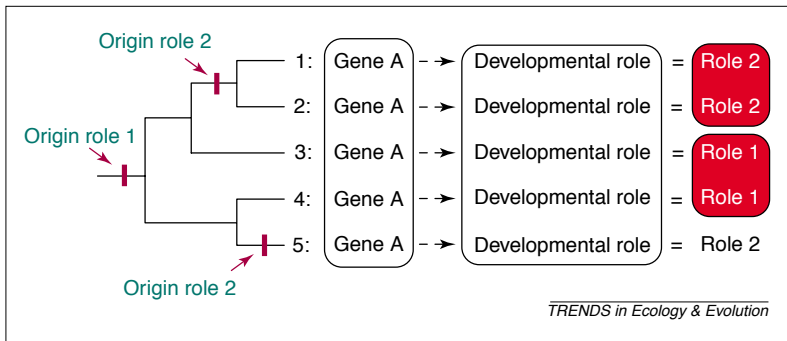 Origin role 2
1: Gene A Developmental role = Role 2
2: Gene A Developmental role = Role 2
Origin role 1
3: Gene A Developmental role = Role 1
4: Gene A Developmental role = Role 1
5: Gene A Developmental role = Role 2
Origin role 2
TRENDS in Ecology & Evolution